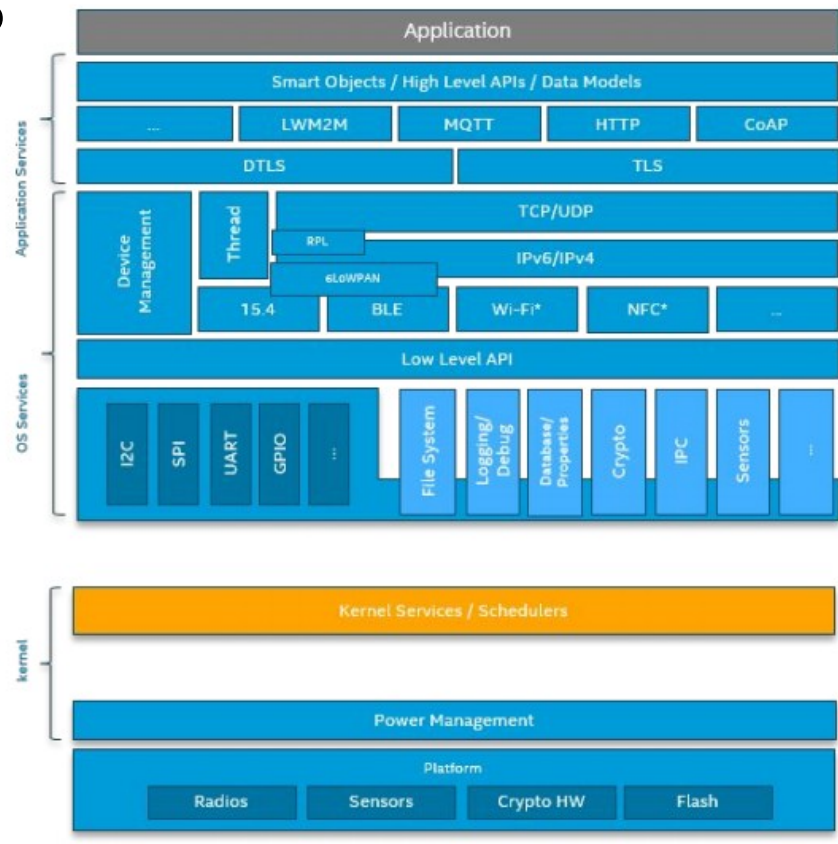 Application
Smart Objects / High Level APIs / Data Models
...
LWM2M
MQTT
HTTP
CoAP
DTLS
TLS
Application Services
Device
Management
Thread
TCP/UDP
RPL
IPv6/IPv4
6LoWPAN
15.4
BLE
Wi-Fi*
NFC*
...
Low Level API
OS Services
I2C
SPI
UART
GPIO
...
File System
Logging/
Debug
Database/
Properties
Crypto
IPC
Sensors
...
kernel
Kernel Services / Schedulers
Power Management
Platform
Radios
Sensors
Crypto HW
Flash